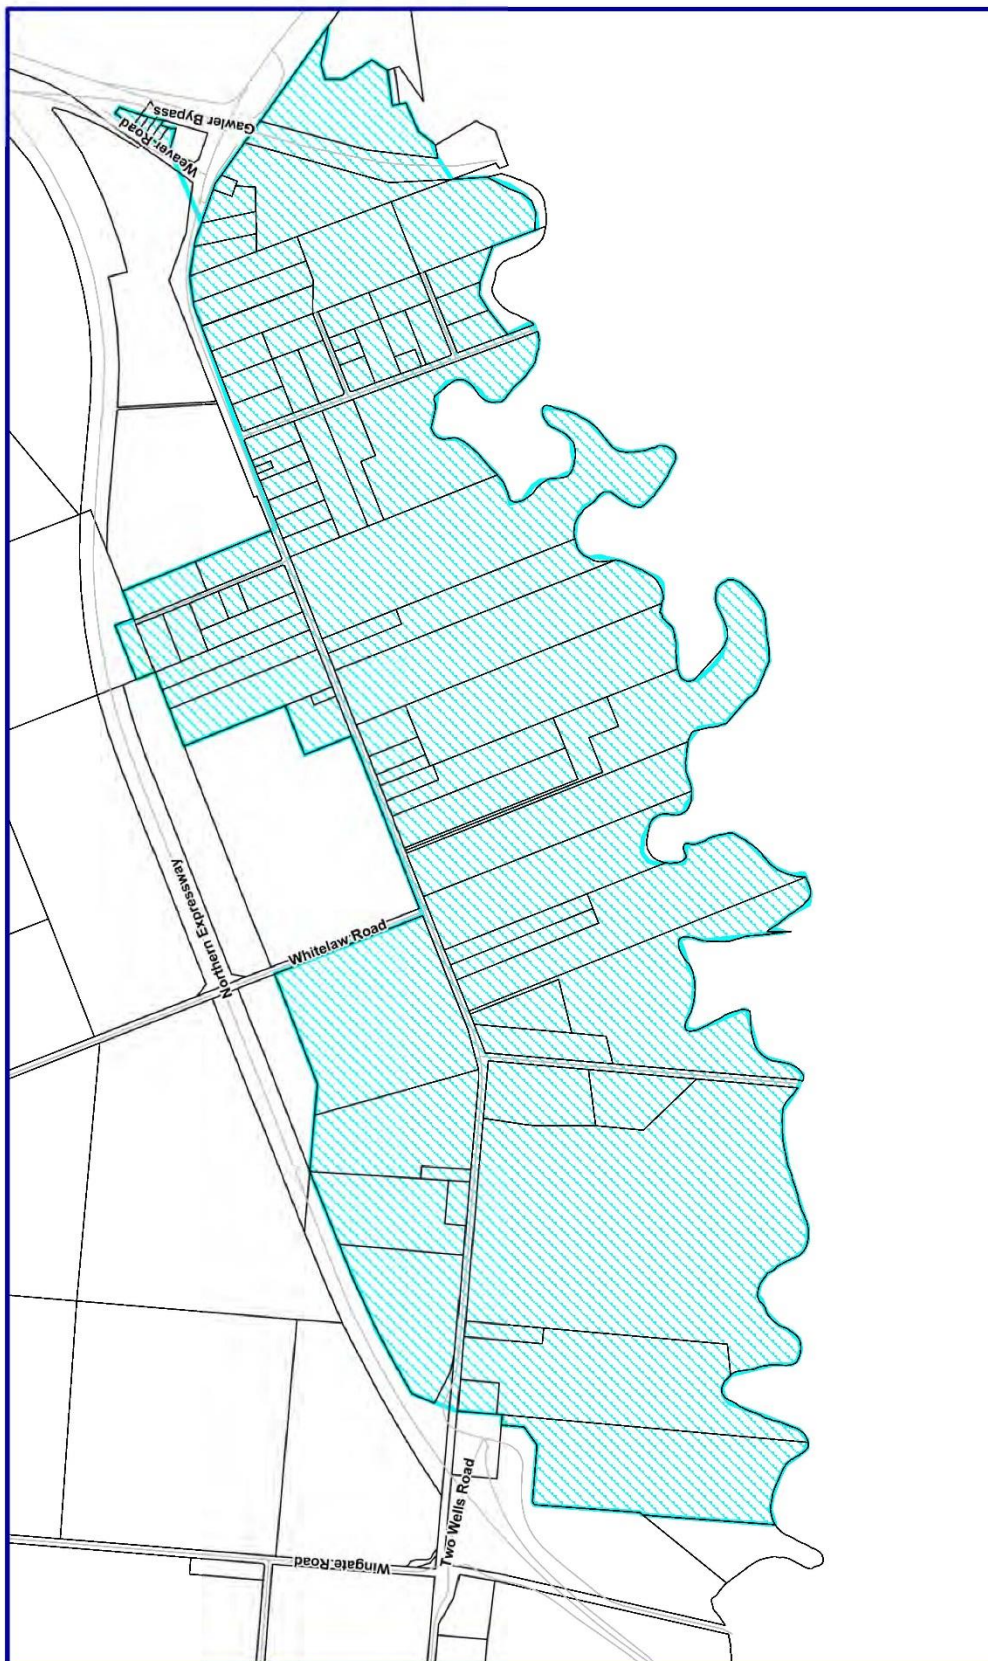 Gawler Bypass
Weaver Road
Northern Expressway
Whitelaw Road
Two Wells Road
Wingate Road